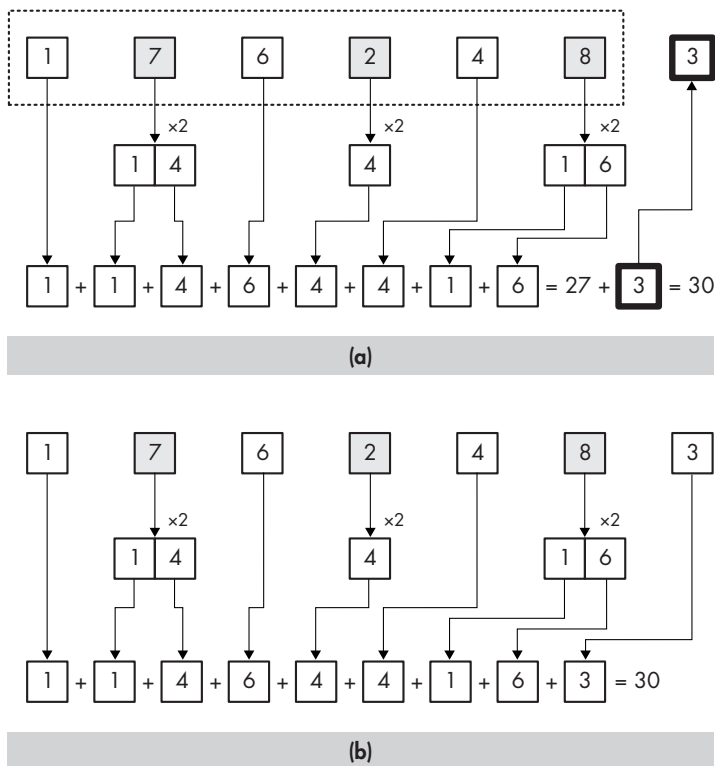 1 7 6 2 4 8 3
×2 ×2 ×2
1 4 4 1 6
1 + 1 + 4 + 6 + 4 + 4 + 1 + 6 = 27 + 3 = 30
(a)
1 7 6 2 4 8 3
×2 ×2 ×2
1 4 4 1 6
1 + 1 + 4 + 6 + 4 + 4 + 1 + 6 + 3 = 30
(b)